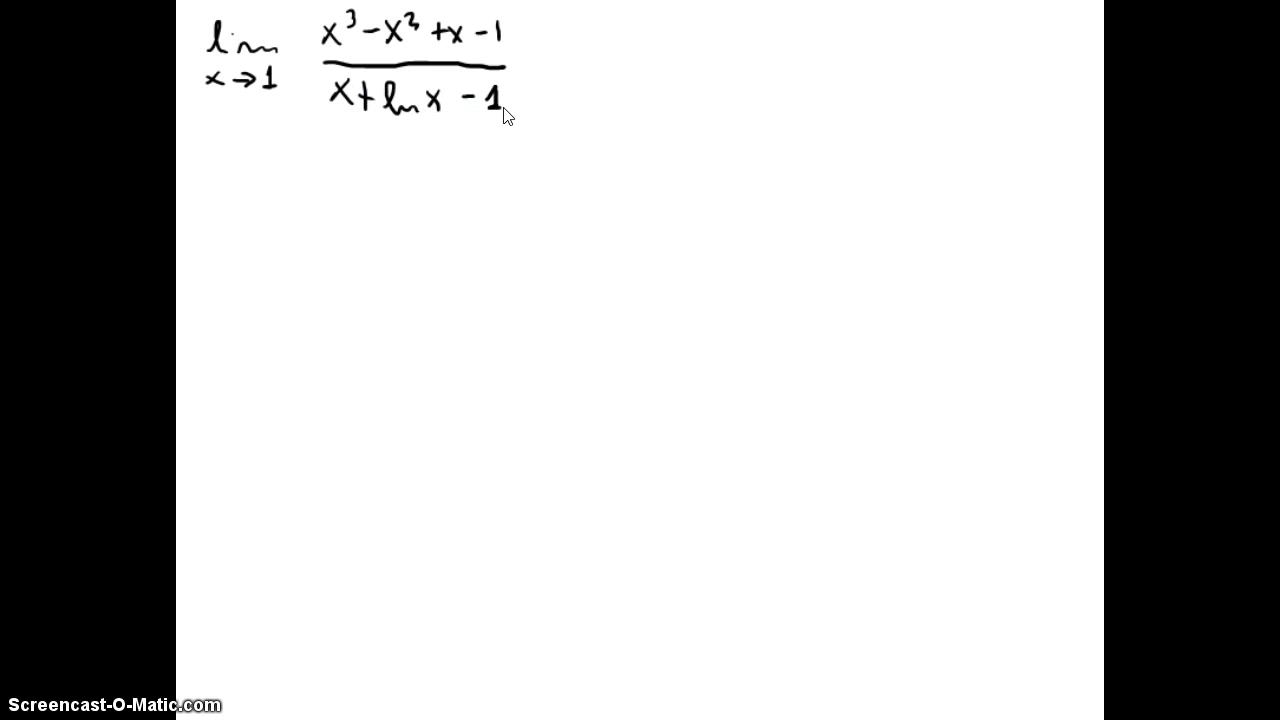 lim x³ - x² + x - 1
x → 1 x + ln x - 1
Screencast-O-Matic.com